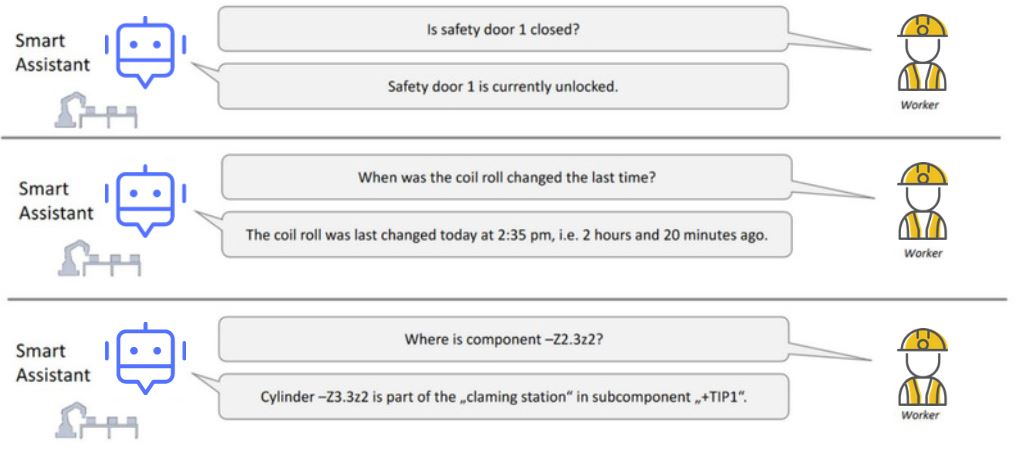 Is safety door 1 closed?
Smart
Assistant
Safety door 1 is currently unlocked.
Worker
When was the coil roll changed the last time?
Smart
Assistant
The coil roll was last changed today at 2:35 pm, i.e. 2 hours and 20 minutes ago.
Worker
Where is component –Z2.3z2?
Smart
Assistant
Cylinder –Z3.3z2 is part of the „claming station“ in subcomponent „+TIP1“.
Worker